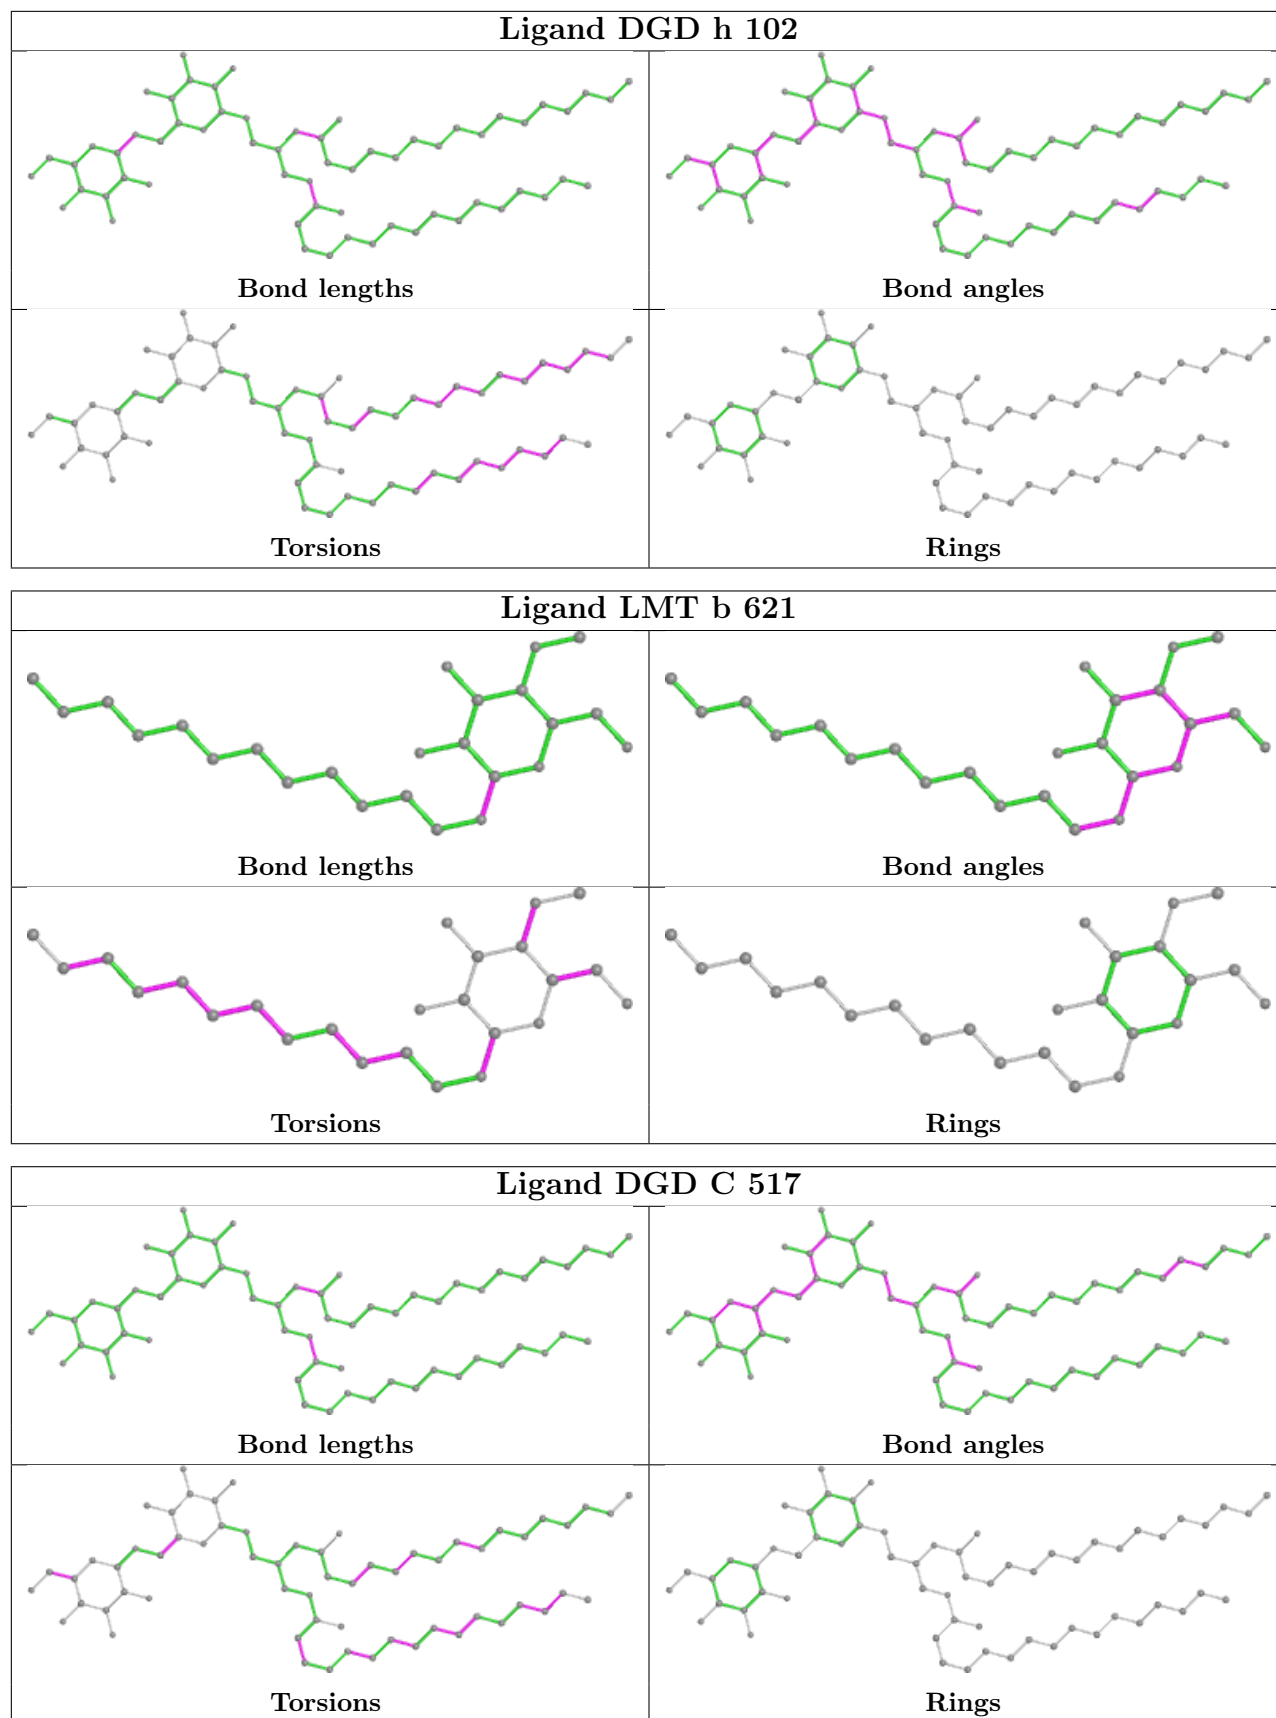 Ligand DGD h 102
Bond lengths
Bond angles
Torsions
Rings
Ligand LMT b 621
Bond lengths
Bond angles
Torsions
Rings
Ligand DGD C 517
Bond lengths
Bond angles
Torsions
Rings